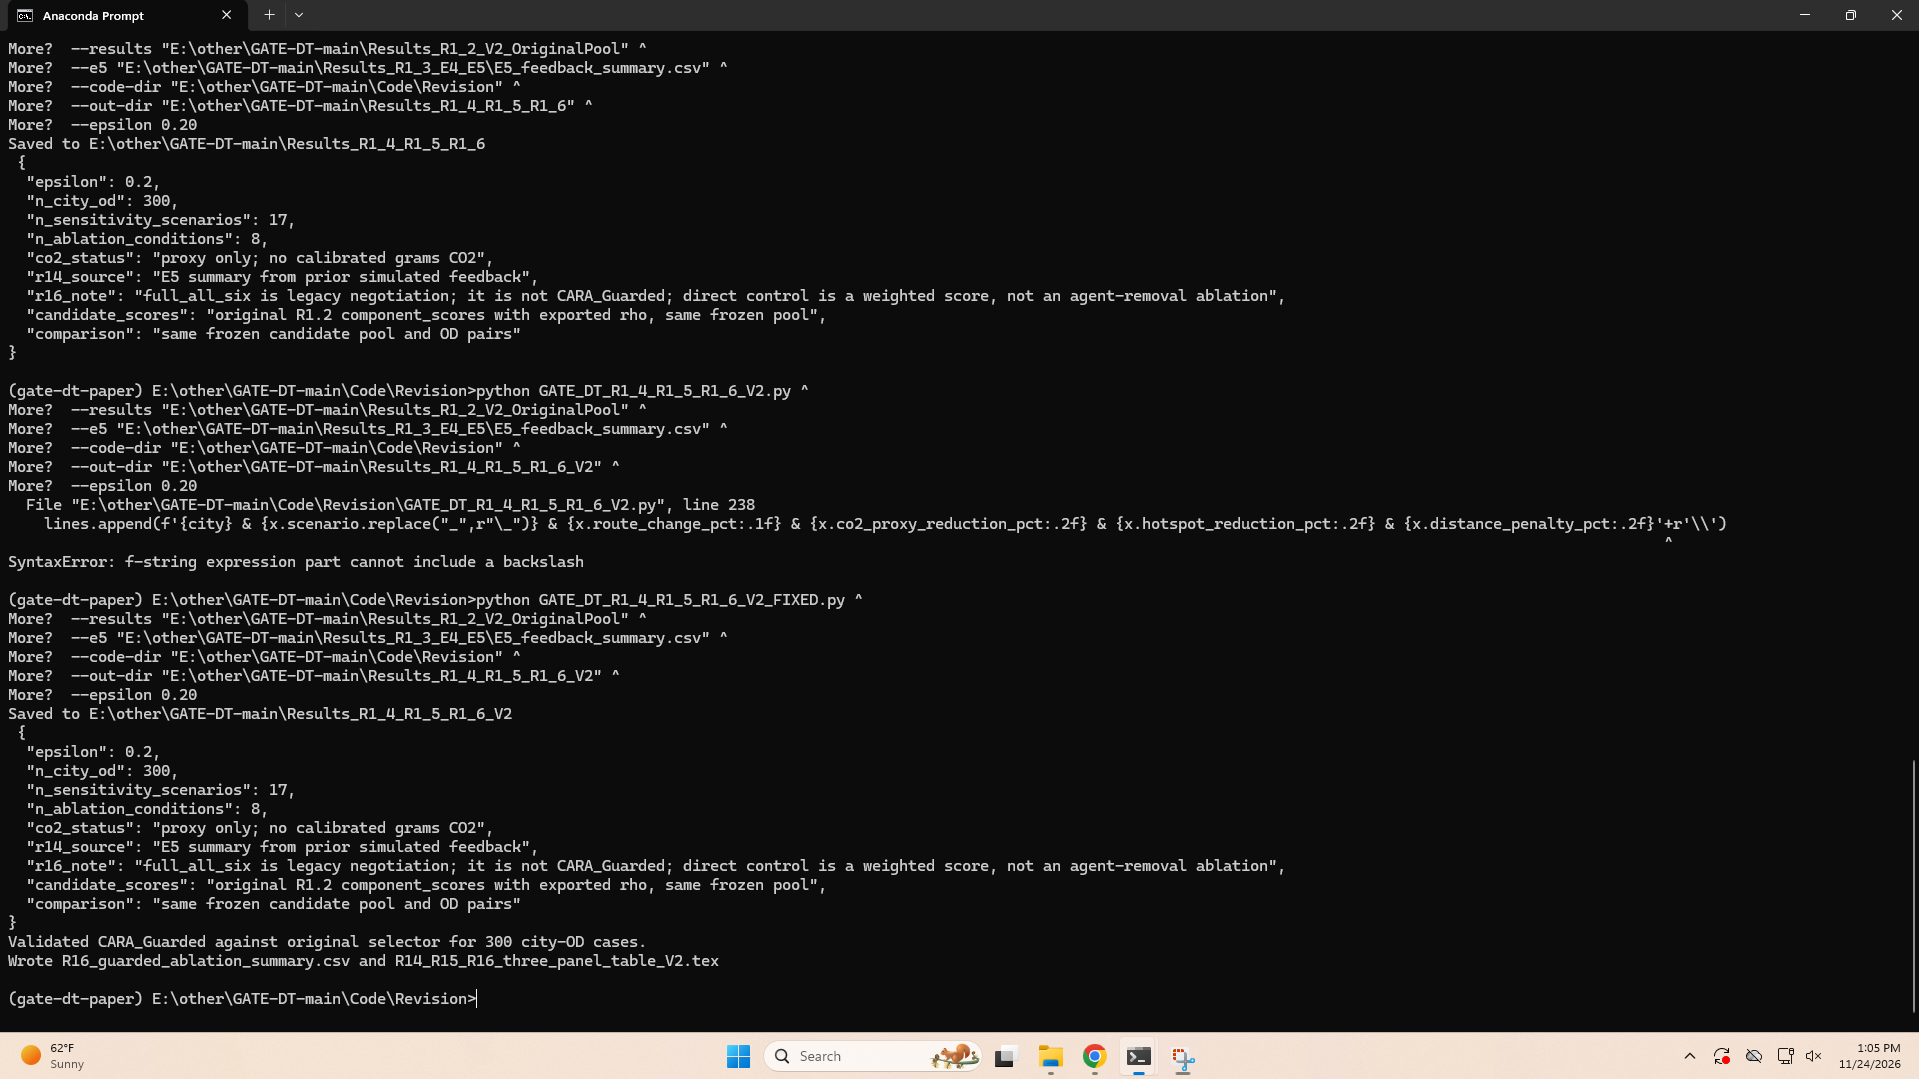 Anaconda Prompt
More?  --results "E:\other\GATE-DT-main\Results_R1_2_V2_OriginalPool" ^
More?  --e5 "E:\other\GATE-DT-main\Results_R1_3_E4_E5\E5_feedback_summary.csv" ^
More?  --code-dir "E:\other\GATE-DT-main\Code\Revision" ^
More?  --out-dir "E:\other\GATE-DT-main\Results_R1_4_R1_5_R1_6" ^
More?  --epsilon 0.20
Saved to E:\other\GATE-DT-main\Results_R1_4_R1_5_R1_6
{
"epsilon": 0.2,
"n_city_od": 300,
"n_sensitivity_scenarios": 17,
"n_ablation_conditions": 8,
"co2_status": "proxy only; no calibrated grams CO2",
"r14_source": "E5 summary from prior simulated feedback",
"r16_note": "full_all_six is legacy negotiation; it is not CARA_Guarded; direct control is a weighted score, not an agent-removal ablation",
"candidate_scores": "original R1.2 component_scores with exported rho, same frozen pool",
"comparison": "same frozen candidate pool and OD pairs"
}
(gate-dt-paper) E:\other\GATE-DT-main\Code\Revision>python GATE_DT_R1_4_R1_5_R1_6_V2.py ^
More?  --results "E:\other\GATE-DT-main\Results_R1_2_V2_OriginalPool" ^
More?  --e5 "E:\other\GATE-DT-main\Results_R1_3_E4_E5\E5_feedback_summary.csv" ^
More?  --code-dir "E:\other\GATE-DT-main\Code\Revision" ^
More?  --out-dir "E:\other\GATE-DT-main\Results_R1_4_R1_5_R1_6_V2" ^
More?  --epsilon 0.20
File "E:\other\GATE-DT-main\Code\Revision\GATE_DT_R1_4_R1_5_R1_6_V2.py", line 238
lines.append(f'{city} & {x.scenario.replace("_",r"\_")} & {x.route_change_pct:.1f} & {x.co2_proxy_reduction_pct:.2f} & {x.hotspot_reduction_pct:.2f} & {x.distance_penalty_pct:.2f}'+r'\\')
^
SyntaxError: f-string expression part cannot include a backslash
(gate-dt-paper) E:\other\GATE-DT-main\Code\Revision>python GATE_DT_R1_4_R1_5_R1_6_V2_FIXED.py ^
More?  --results "E:\other\GATE-DT-main\Results_R1_2_V2_OriginalPool" ^
More?  --e5 "E:\other\GATE-DT-main\Results_R1_3_E4_E5\E5_feedback_summary.csv" ^
More?  --code-dir "E:\other\GATE-DT-main\Code\Revision" ^
More?  --out-dir "E:\other\GATE-DT-main\Results_R1_4_R1_5_R1_6_V2" ^
More?  --epsilon 0.20
Saved to E:\other\GATE-DT-main\Results_R1_4_R1_5_R1_6_V2
{
"epsilon": 0.2,
"n_city_od": 300,
"n_sensitivity_scenarios": 17,
"n_ablation_conditions": 8,
"co2_status": "proxy only; no calibrated grams CO2",
"r14_source": "E5 summary from prior simulated feedback",
"r16_note": "full_all_six is legacy negotiation; it is not CARA_Guarded; direct control is a weighted score, not an agent-removal ablation",
"candidate_scores": "original R1.2 component_scores with exported rho, same frozen pool",
"comparison": "same frozen candidate pool and OD pairs"
}
Validated CARA_Guarded against original selector for 300 city-OD cases.
Wrote R16_guarded_ablation_summary.csv and R14_R15_R16_three_panel_table_V2.tex
(gate-dt-paper) E:\other\GATE-DT-main\Code\Revision>
62°F
Sunny
Search
1:05 PM
11/24/2026